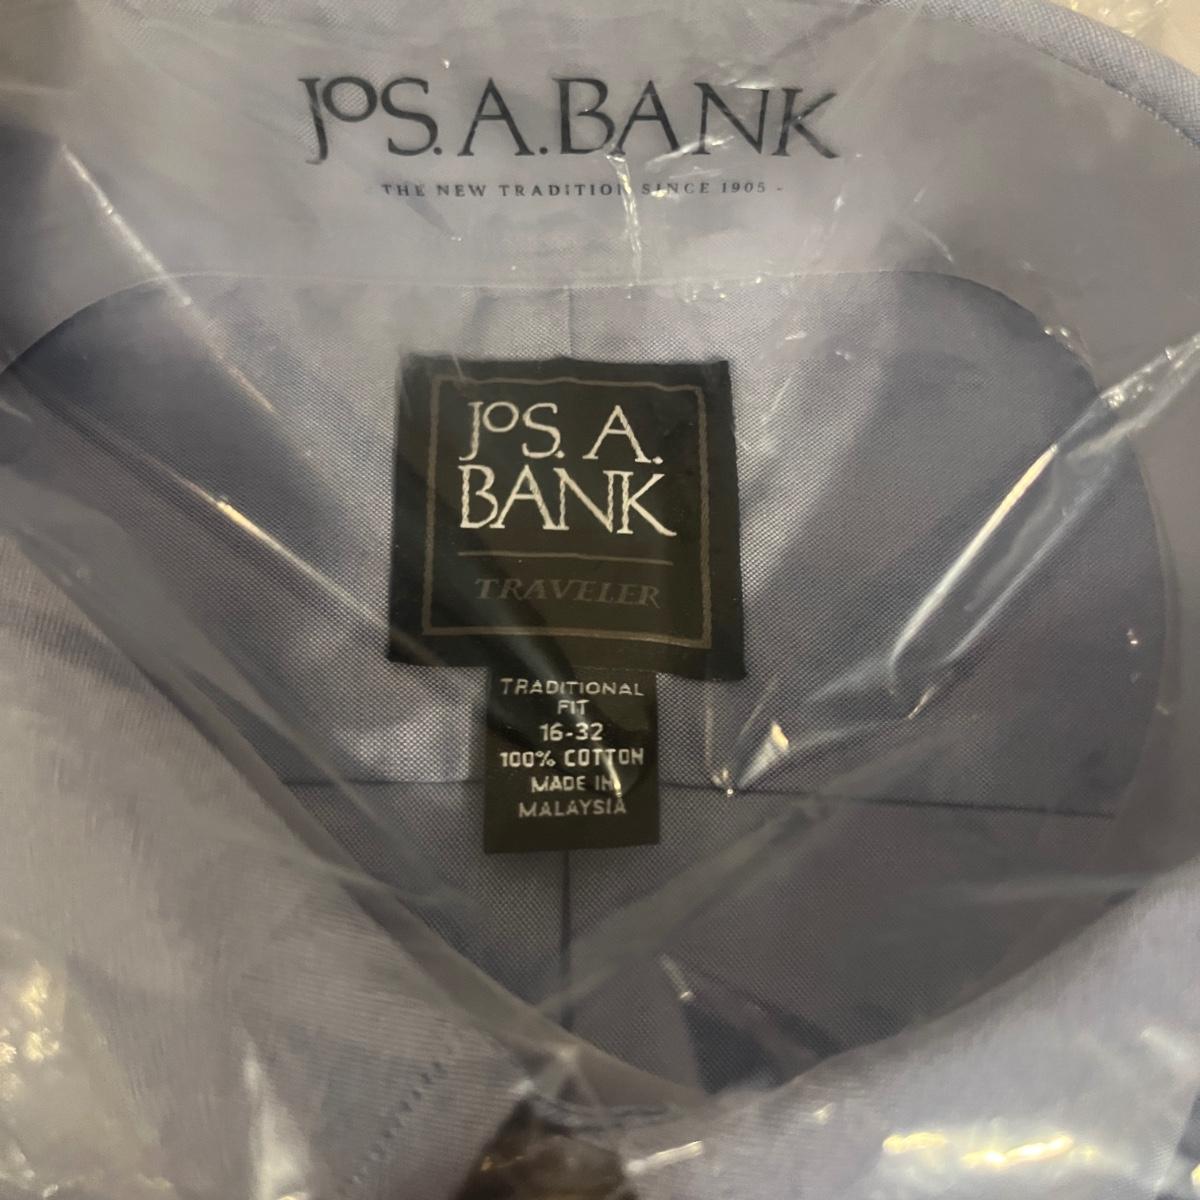 JOS. A. BANK
THE NEW TRADITION SINCE 1905 -
JOS. A.
BANK
TRAVELER
TRADITIONAL
FIT
16-32
100% COTTON
MADE IN
MALAYSIA